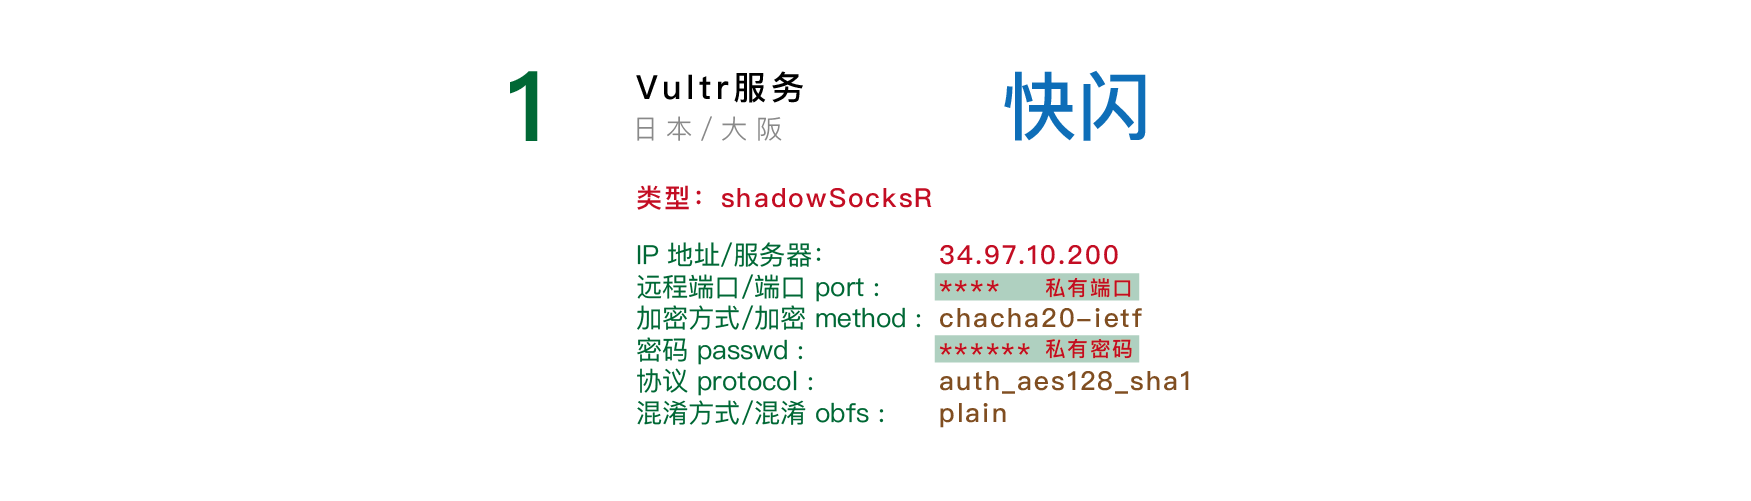 1
Vultr服务
日本/大阪
快闪
类型：shadowSocksR
IP 地址/服务器： 34.97.10.200
远程端口/端口 port： **** 私有端口
加密方式/加密 method： chacha20-ietf
密码 passwd： ****** 私有密码
协议 protocol： auth_aes128_sha1
混淆方式/混淆 obfs： plain